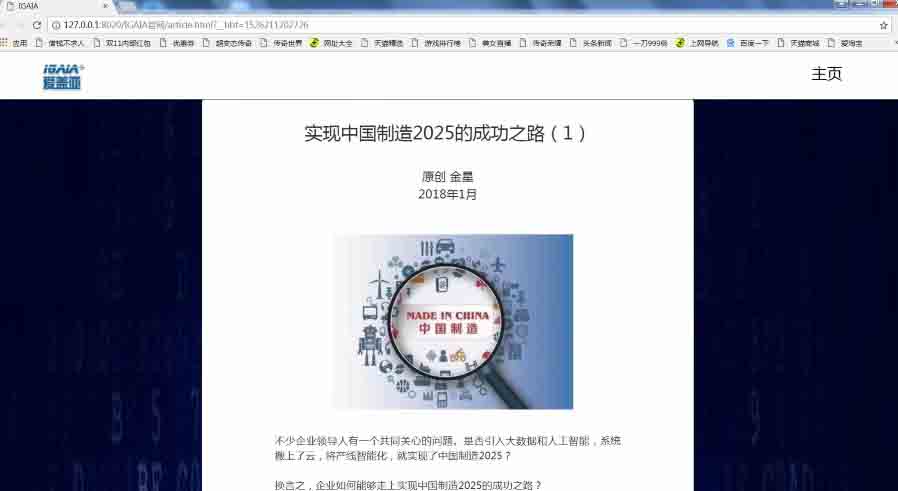 IGAIA
127.0.0.1:8020/IGAIA官网/article.html?__hbt=1526211202726
应用 借钱不求人 双11内部红包 优惠券 超变态传奇 传奇世界 网址大全 天猫精选 游戏排行榜 美女直播 传奇荣耀 头条新闻 一刀999级 上网导航 百度一下 天猫商城 爱淘宝
IGAIA®
爱盖亚
主页
实现中国制造2025的成功之路（1）
原创 金星
2018年1月
MADE IN CHINA
中国制造
不少企业领导人有一个共同关心的问题。是否引入大数据和人工智能，系统
搬上了云，将产线智能化，就实现了中国制造2025？
换言之，企业如何能够走上实现中国制造2025的成功之路？